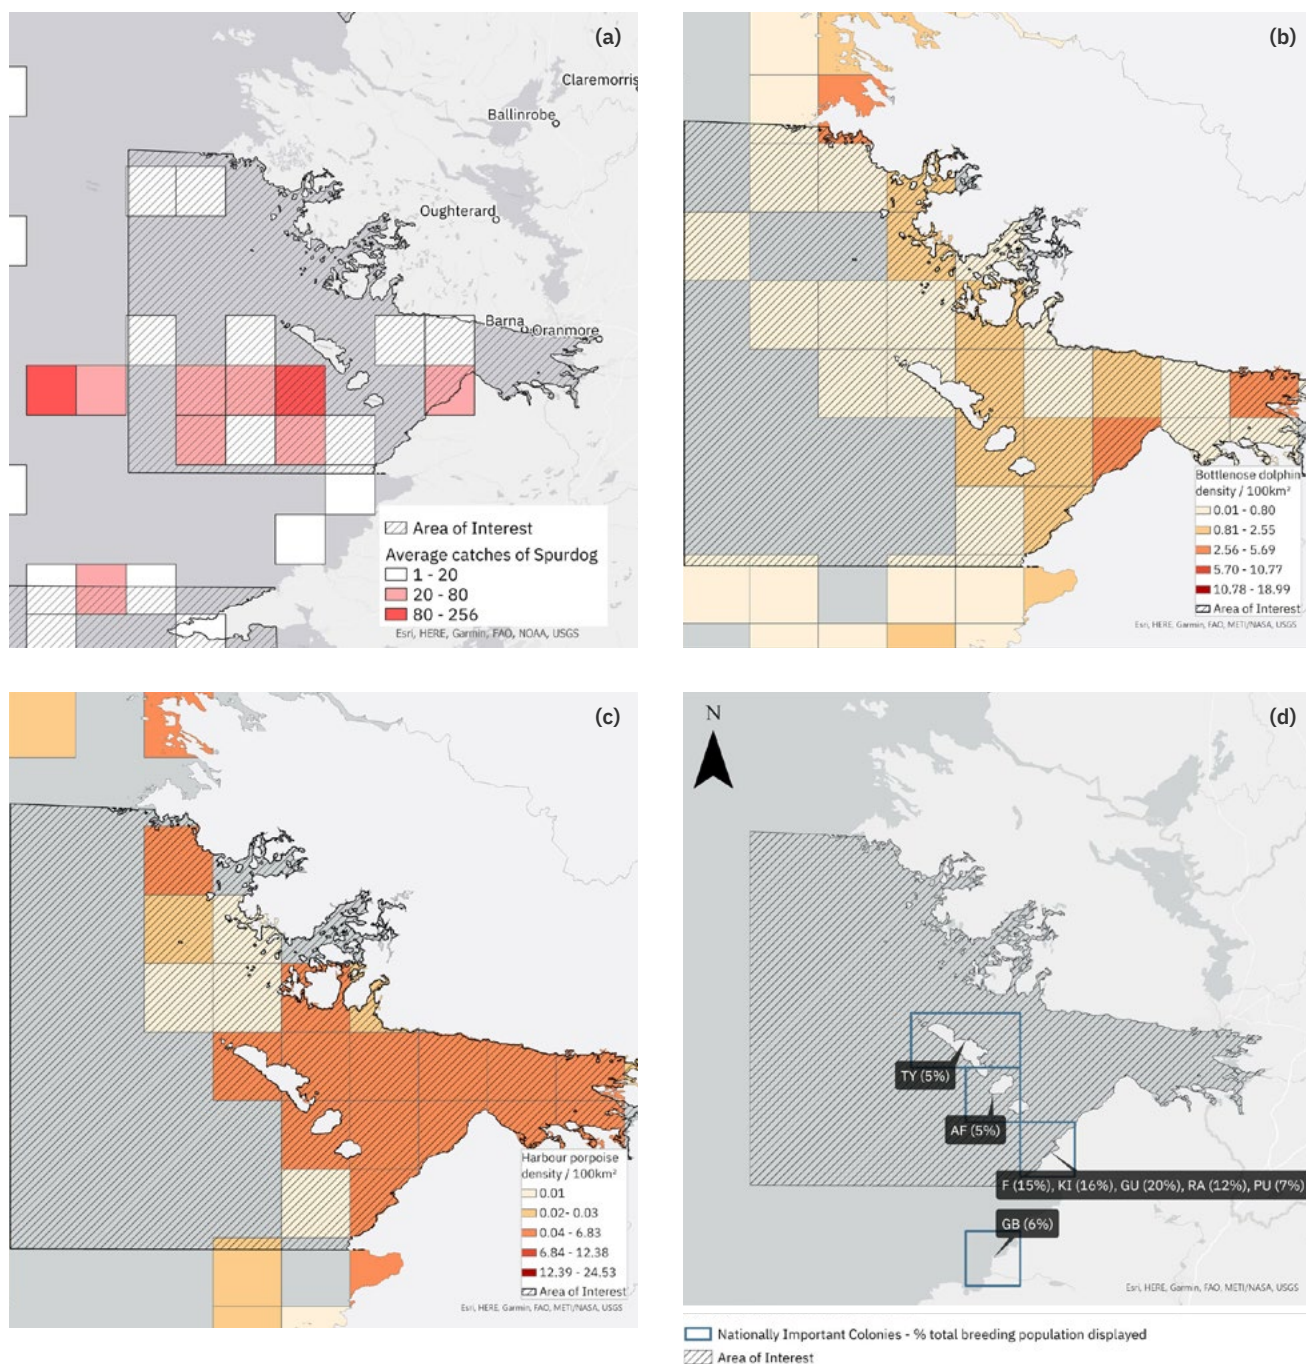 (a)
Claremorris
Ballinrobe
Oughterard
Barna
Oranmore
Area of Interest
Average catches of Spurdog
1 - 20
20 - 80
80 - 256
Esri, HERE, Garmin, FAO, NOAA, USGS
(b)
Bottlenose dolphin
density / 100km²
0.01 - 0.80
0.81 - 2.55
2.56 - 5.69
5.70 - 10.77
10.78 - 18.99
Area of Interest
Esri, HERE, Garmin, FAO, METI/NASA, USGS
(c)
Harbour porpoise
density / 100km²
0.01
0.02- 0.03
0.04 - 6.83
6.84 - 12.38
12.39 - 24.53
Area of Interest
Esri, HERE, Garmin, FAO, METI/NASA, USGS
(d)
N
TY (5%)
AF (5%)
F (15%), KI (16%), GU (20%), RA (12%), PU (7%)
GB (6%)
Esri, HERE, Garmin, FAO, METI/NASA, USGS
Nationally Important Colonies - % total breeding population displayed
Area of Interest